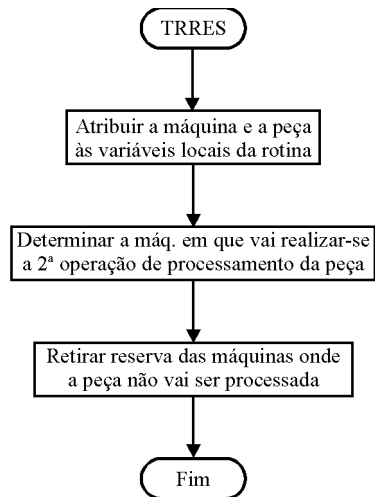 TRRES
Atribuir a máquina e a peça
às variáveis locais da rotina
Determinar a máq. em que vai realizar-se
a 2ª operação de processamento da peça
Retirar reserva das máquinas onde
a peça não vai ser processada
Fim